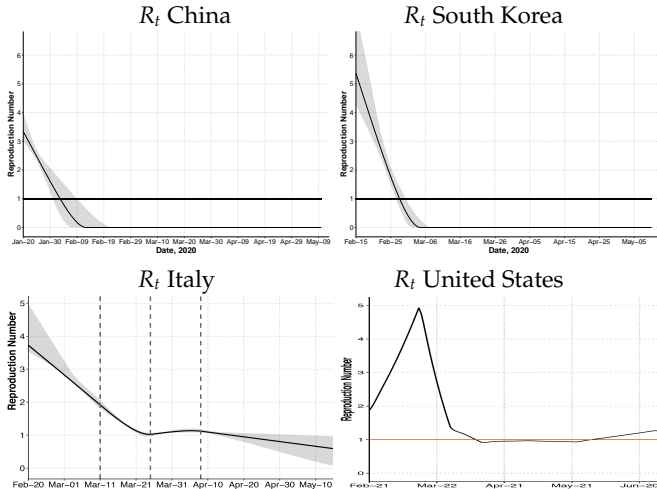 R_t China
R_t South Korea
Reproduction Number
6
5
4
3
2
1
0
Jan−20 Jan−30 Feb−09 Feb−19 Feb−29 Mar−10 Mar−20 Mar−30 Apr−09 Apr−19 Apr−29 May−09
Date, 2020
Reproduction Number
6
5
4
3
2
1
0
Feb−15 Feb−25 Mar−06 Mar−16 Mar−26 Apr−05 Apr−15 Apr−25 May−05
Date, 2020
R_t Italy
R_t United States
Reproduction Number
5
4
3
2
1
0
Feb−20 Mar−01 Mar−11 Mar−21 Mar−31 Apr−10 Apr−20 Apr−30 May−10
Reproduction Number
5
4
3
2
1
0
Feb−21 Mar−22 Apr−21 May−21 Jun−20